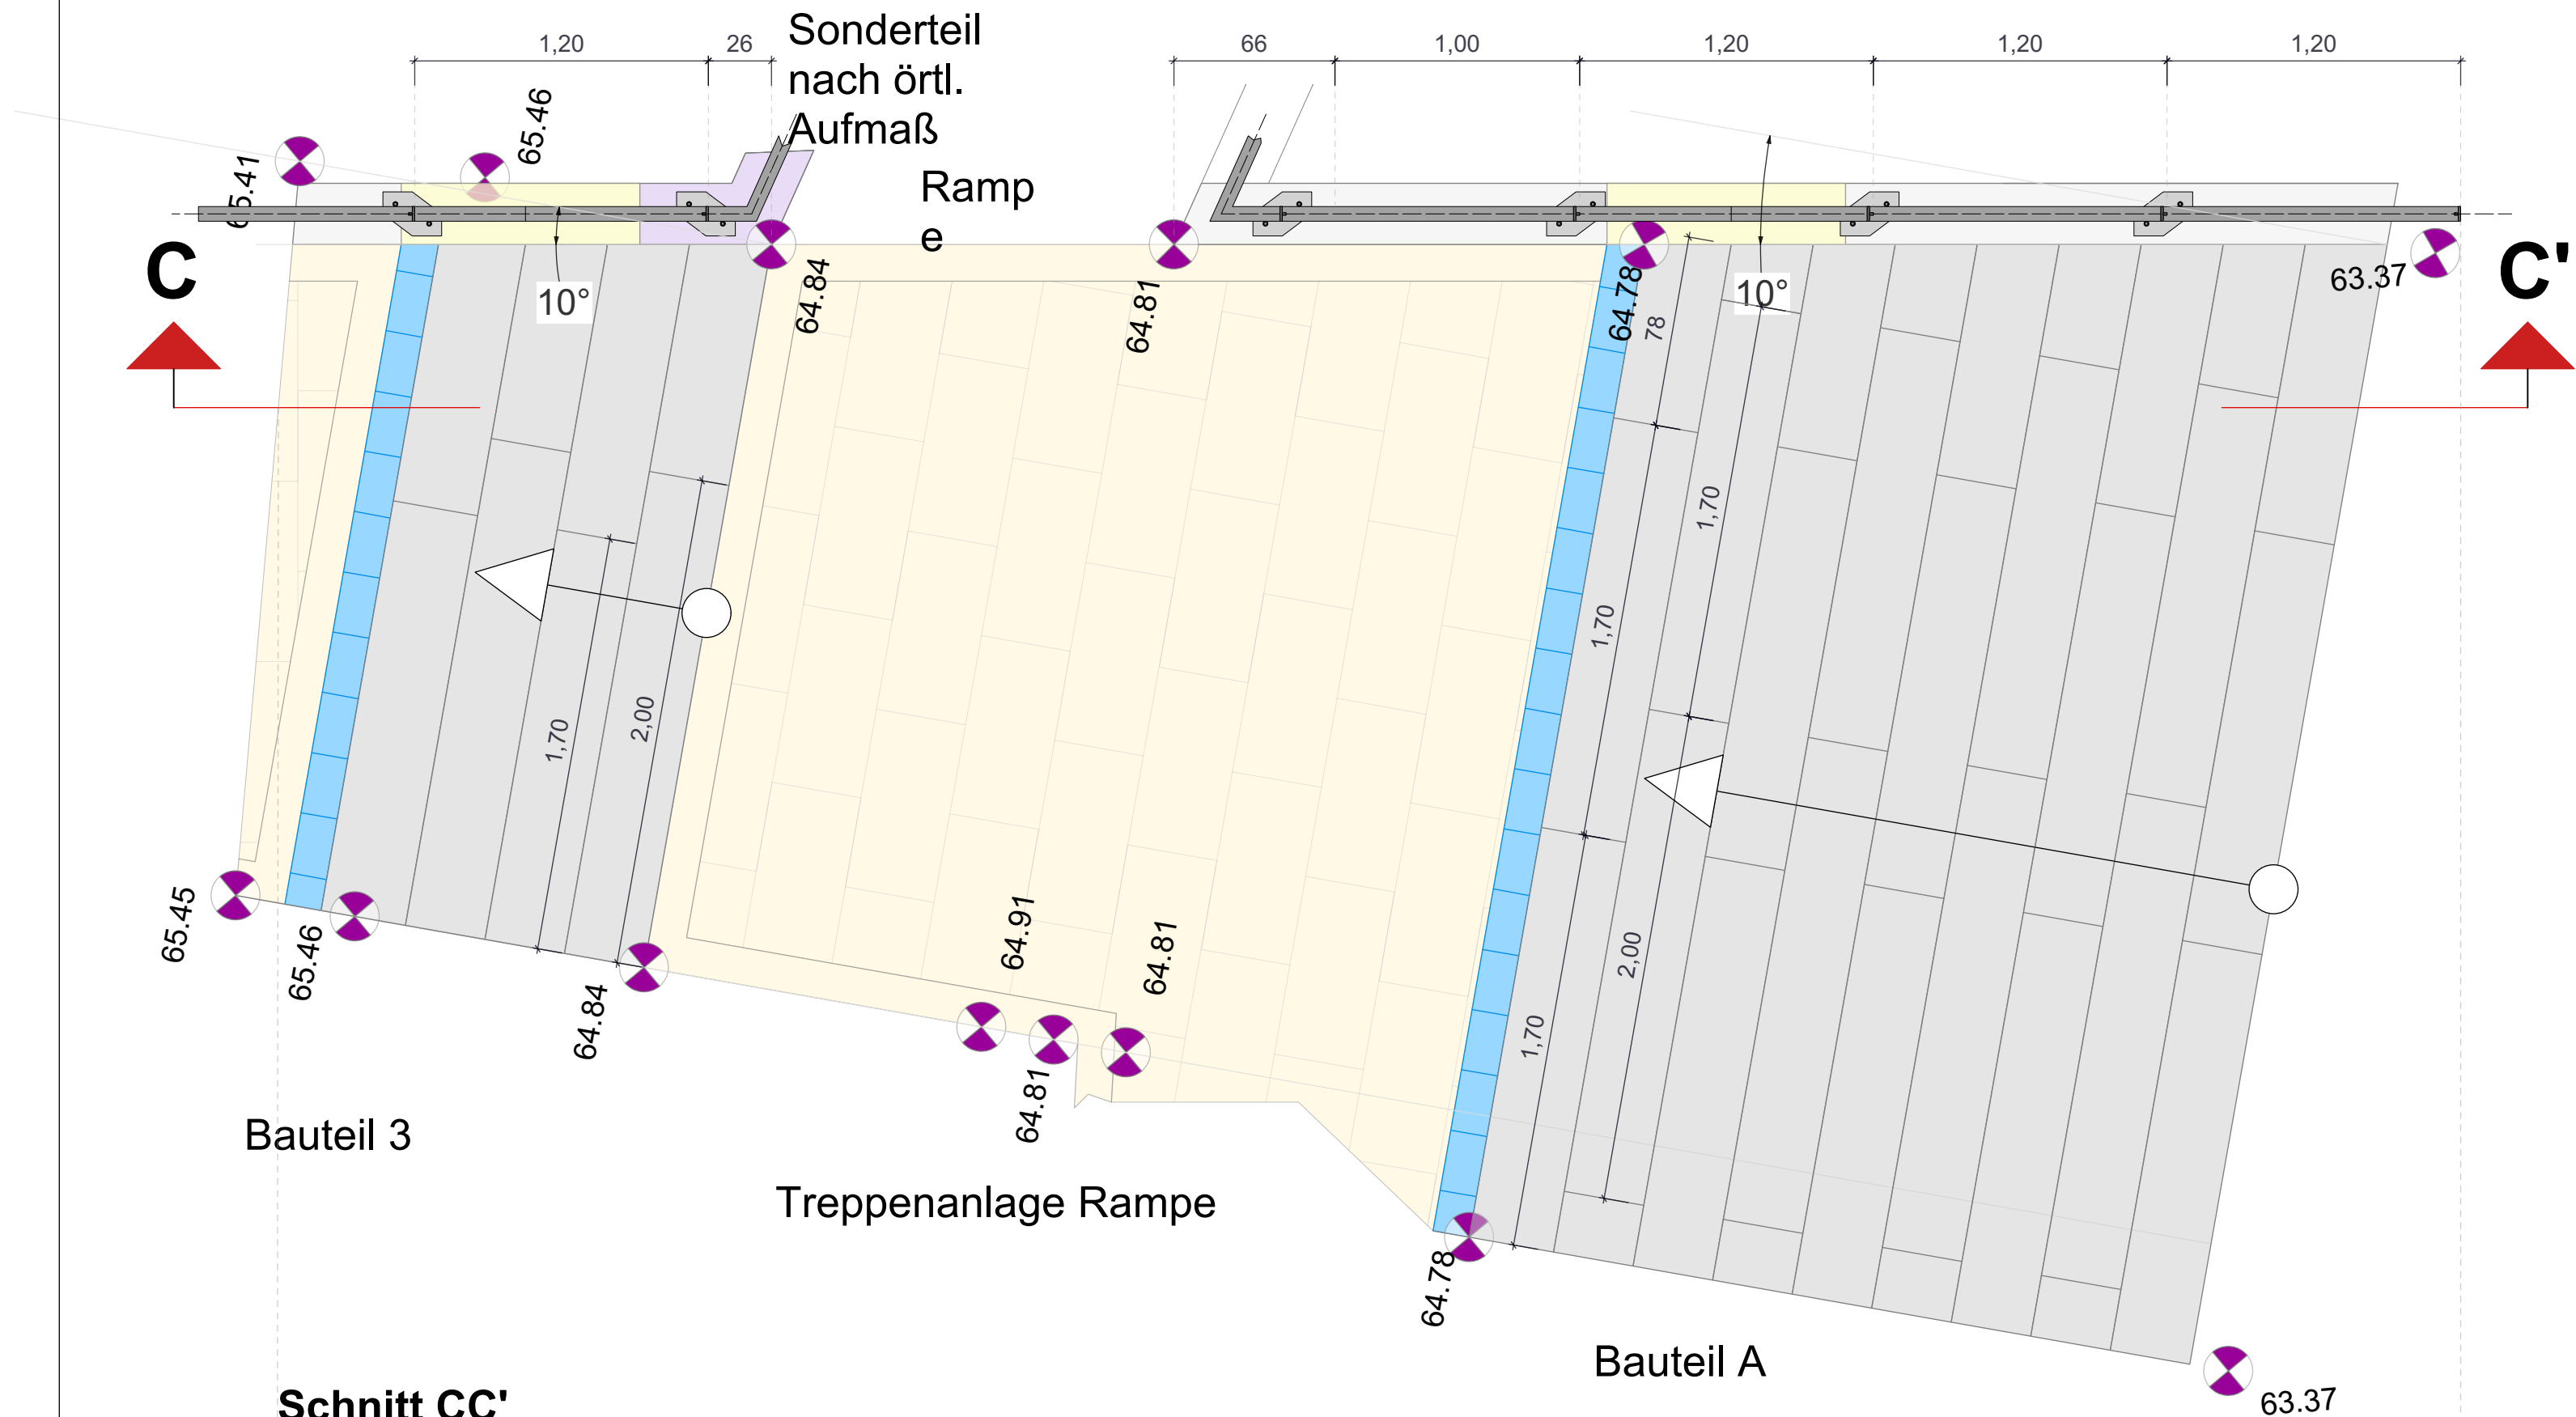 Sonderteil
nach örtl.
Aufmaß
1,20
26
66
1,00
1,20
1,20
1,20
65.46
65.41
Ramp
e
C
C'
10°
64.84
64.81
64.78
78
10°
63.37
1,70
1,70
1,70
2,00
65.45
65.46
64.84
64.91
64.81
64.81
2,00
1,70
Bauteil 3
Treppenanlage Rampe
64.78
Bauteil A
Schnitt CC'
63.37